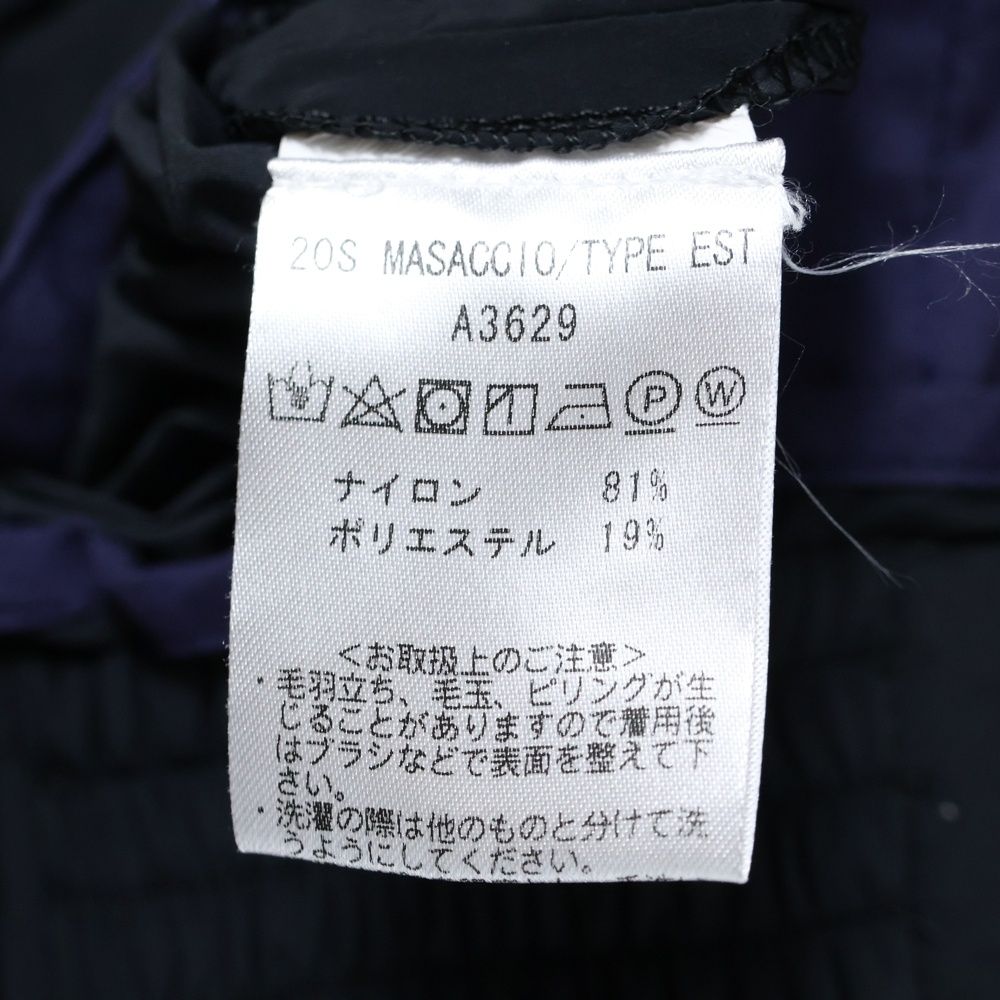 20S MASACCIO/TYPE EST
A3629
P W
ナイロン 81%
ポリエステル 19%
<お取扱上のご注意>
・毛羽立ち、毛玉、ピリングが生
じることがありますので着用後
はブラシなどで表面を整えて下
さい。
・洗濯の際は他のものと分けて洗
うようにしてください。